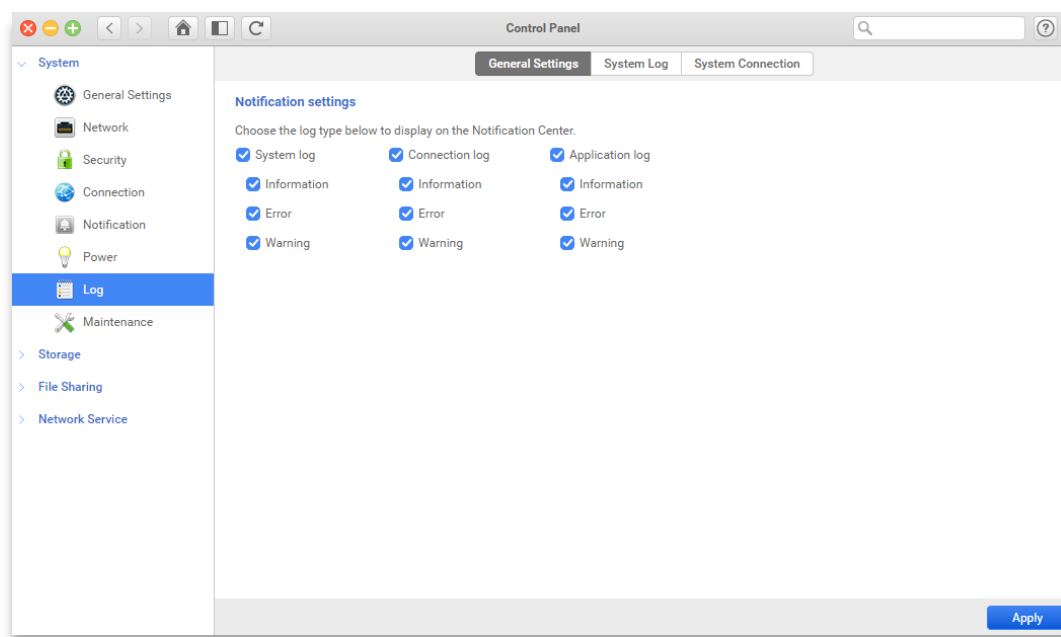 Control Panel
System
General Settings
Network
Security
Connection
Notification
Power
Log
Maintenance
Storage
File Sharing
Network Service
General Settings System Log System Connection
Notification settings
Choose the log type below to display on the Notification Center.
System log Connection log Application log
Information Information Information
Error Error Error
Warning Warning Warning
Apply